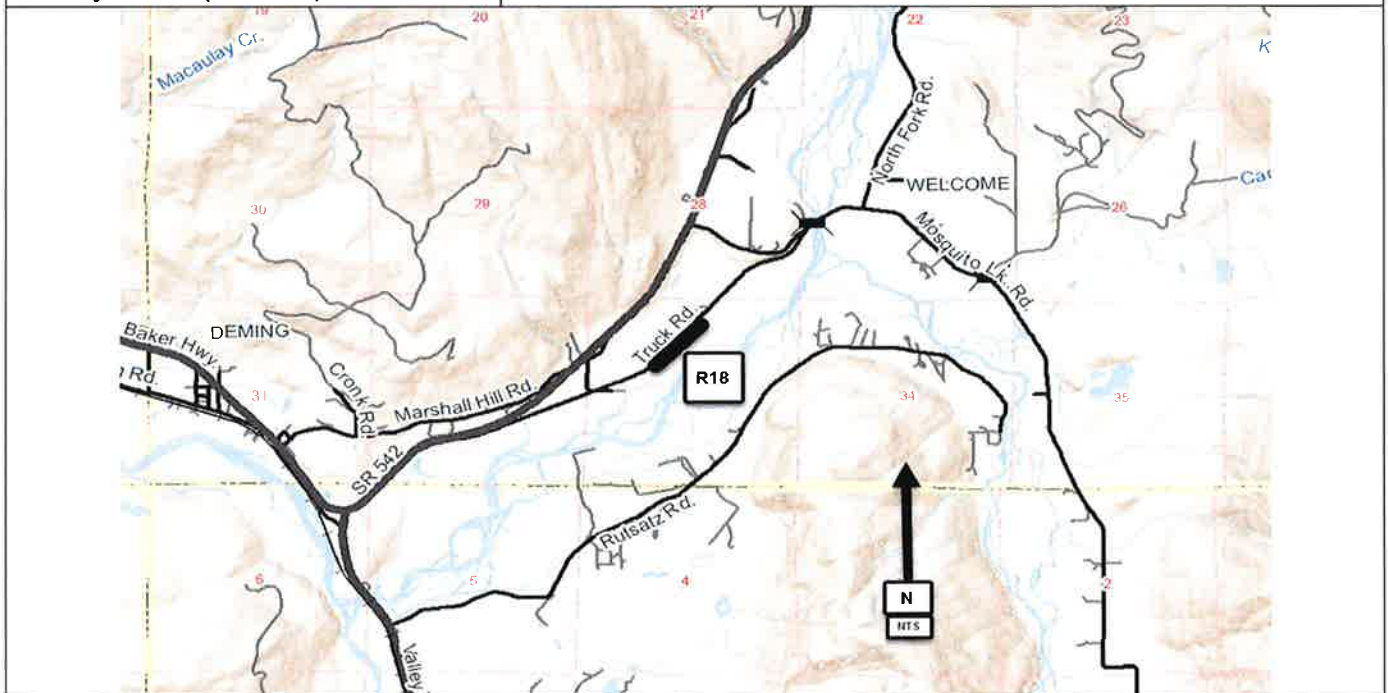 19
20
21
22
23
Macaulay Cr.
K
North Fork Rd.
WELCOME
Car
30
29
28
26
Mosquito Lk. Rd.
DEMING
Baker Hwy.
Rd.
Cronk Rd.
Truck Rd.
R18
31
Marshall Hill Rd.
34
35
SR 542
Rutsatz Rd.
6
5
4
2
N
NTS
Valley